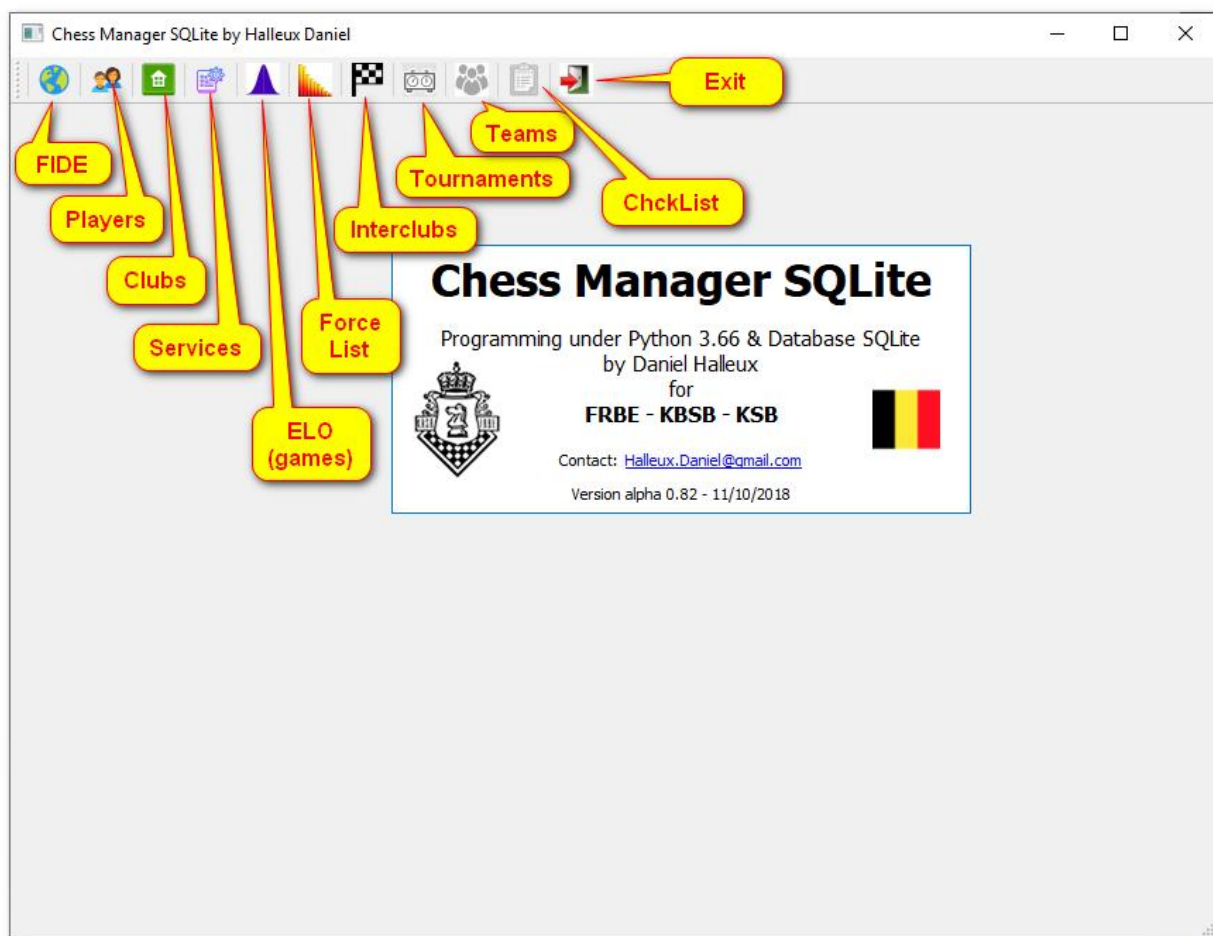 Chess Manager SQLite by Halleux Daniel
Exit
Teams
FIDE
Tournaments
ChckList
Players
Interclubs
Clubs
Force
List
Services
ELO
(games)
Chess Manager SQLite
Programming under Python 3.66 & Database SQLite
by Daniel Halleux
for
FRBE - KBSB - KSB
Contact: Halleux.Daniel@gmail.com
Version alpha 0.82 - 11/10/2018